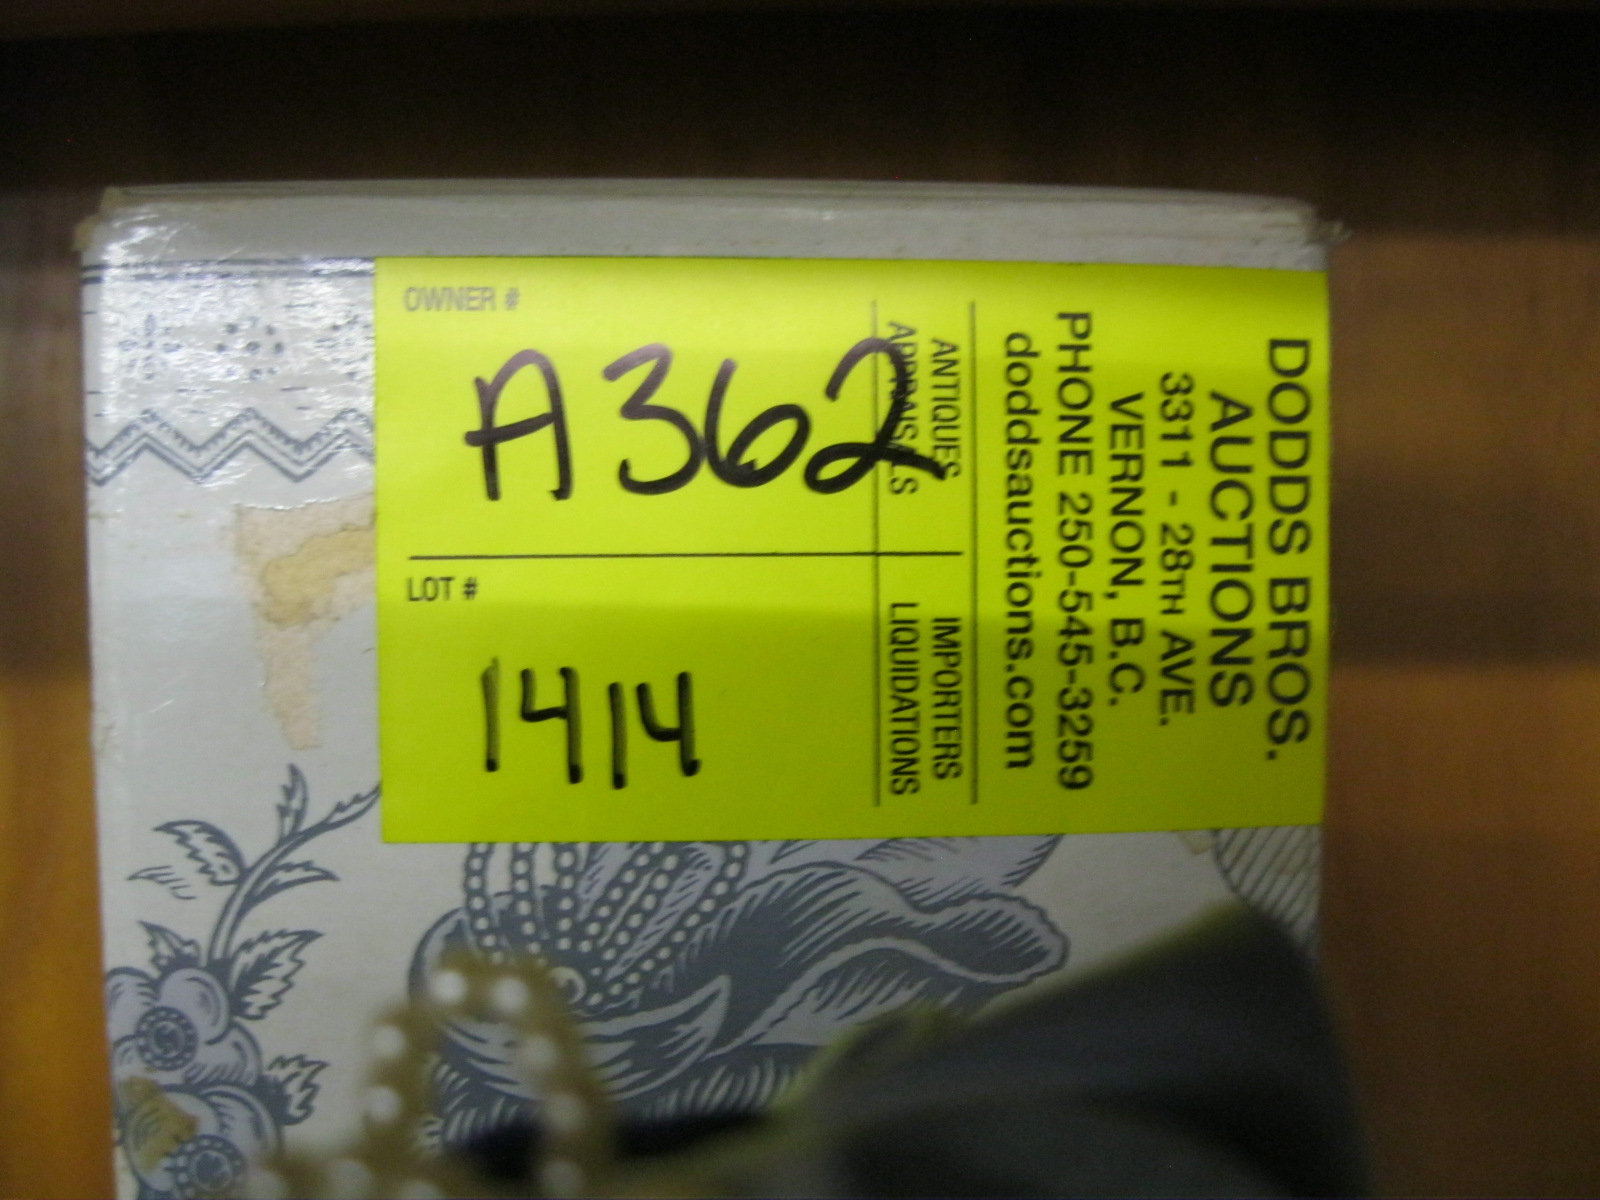 DODDS BROS.
AUCTIONS
3311 - 28TH AVE.
VERNON, B.C.
PHONE 250-545-3259
doddsauctions.com
ANTIQUES IMPORTERS
APPRAISALS LIQUIDATIONS
OWNER #
A362
LOT #
1414